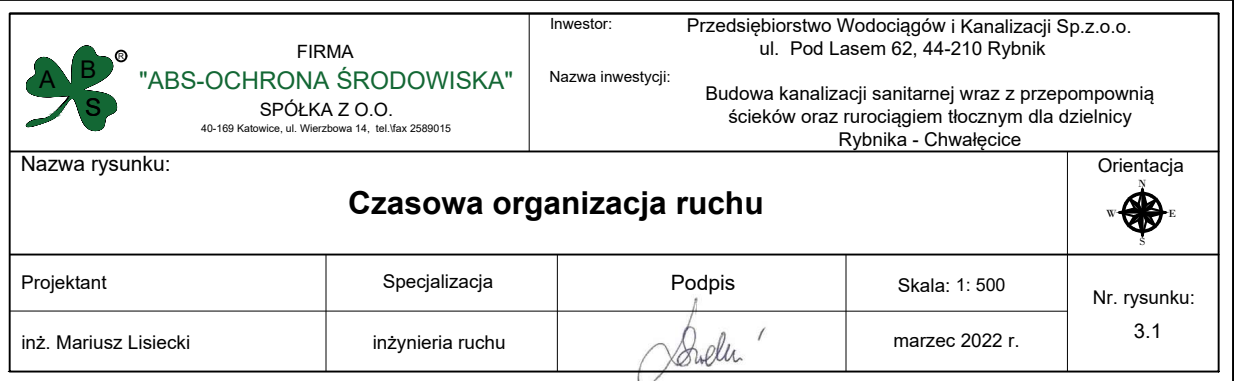 A B S ®
FIRMA
"ABS-OCHRONA ŚRODOWISKA"
SPÓŁKA Z O.O.
40-169 Katowice, ul. Wierzbowa 14, tel.\fax 2589015
Inwestor:
Przedsiębiorstwo Wodociągów i Kanalizacji Sp.z.o.o.
ul. Pod Lasem 62, 44-210 Rybnik
Nazwa inwestycji:
Budowa kanalizacji sanitarnej wraz z przepompownią
ścieków oraz rurociągiem tłocznym dla dzielnicy
Rybnika - Chwałęcice
Nazwa rysunku:
Czasowa organizacja ruchu
Orientacja
N
W E
S
Projektant
Specjalizacja
Podpis
Skala: 1: 500
Nr. rysunku:
3.1
inż. Mariusz Lisiecki
inżynieria ruchu
marzec 2022 r.